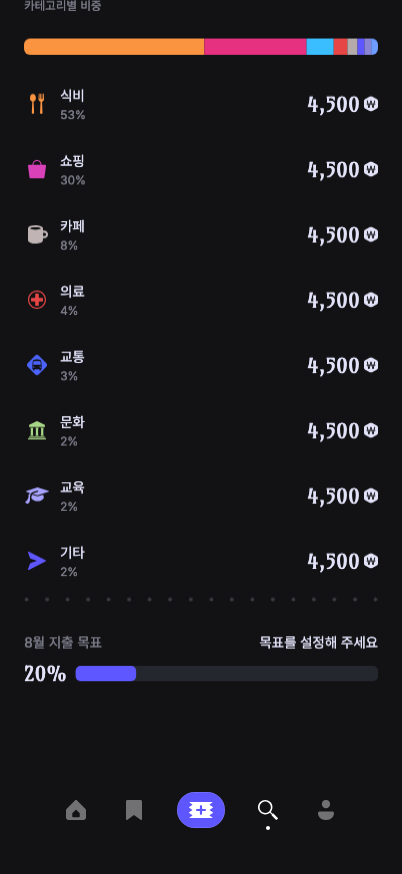 카테고리별 비중
식비
53%
4,500 W
쇼핑
30%
4,500 W
카페
8%
4,500 W
의료
4%
4,500 W
교통
3%
4,500 W
문화
2%
4,500 W
교육
2%
4,500 W
기타
2%
4,500 W
8월 지출 목표
목표를 설정해 주세요
20%